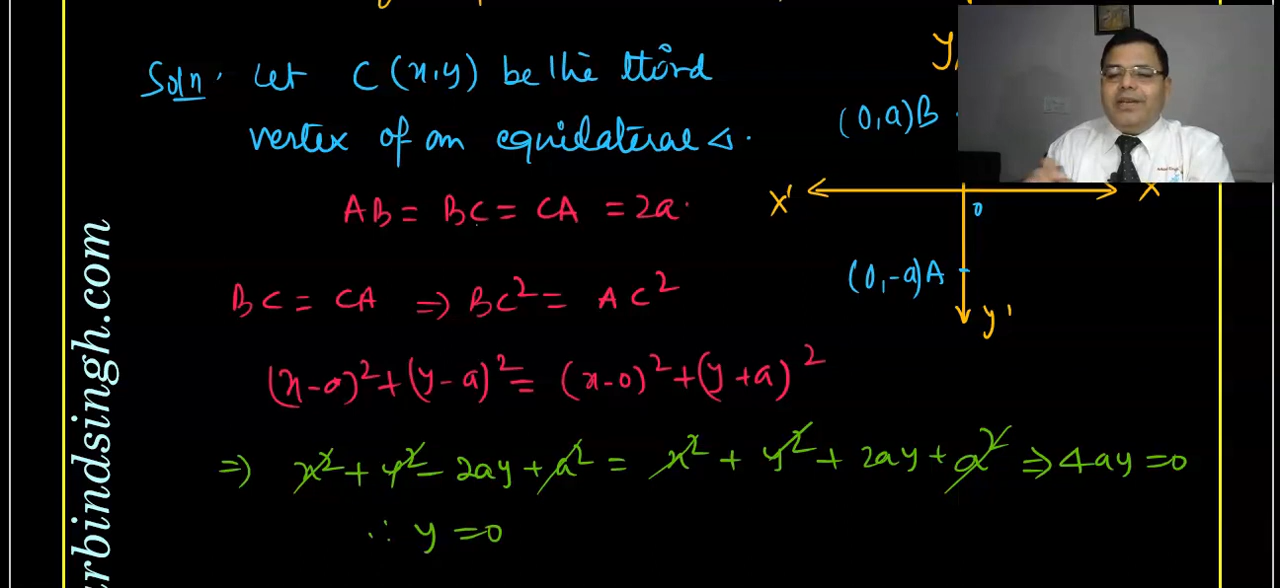 Soln. Let C (x,y) be the third
vertex of an equilateral Δ.
AB = BC = CA = 2a.
BC = CA ⇒ BC² = AC²
(x-0)²+(y-a)² = (x-0)²+(y+a)²
⇒ x² + y² - 2ay + a² = x² + y² + 2ay + a² ⇒ 4ay = 0
∴ y = 0
Y
(0,a)B
X'
X
0
(0,-a)A
y'
rbindsingh.com